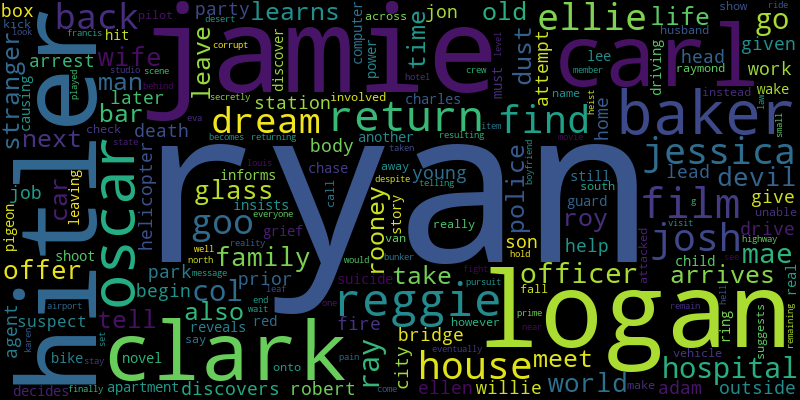 box
kick
look
francis
pilot
back
desert
party
across
learns
jamie
computer
power
jon
old
time
ellie
life
carl
show
husband
go
ride
played
hit
scene
studio
corrupt
wife
arrest
causing
stranger
hitler
man
later
bar
death
next
check
behind
leave
discover
hotel
secretly
eva
station
involved
charles
crew
member
must
level
dust
attempt
lee
name
driving
raymond
head
given
work
instead
wake
heist
home
baker
law
small
dream
return
find
becomes
returning
resulting
another
item
movie
body
louis
taken
boyfriend
police
jessica
oscar
state
helicopter
informs
chase
call
away
young
despite
telling
still
south
guard
lead
devil
job
car
leaving
pigeon
glass
insists
everyone
grief
rooney
story
really
ryan
roy
film
g
give
unable
visit
goo
family
well
north
reality
message
van
would
bunker
suicide
fight
son
hold
help
attacked
josh
drive
highway
mae
offer
shoot
park
begin
col
prior
leaf
take
officer
arrives
child
see
real
agent
suspect
karen
airport
also
reveals
end
wait
red
fire
one
reggie
however
pursuit
fall
prime
near
logan
remain
hell
ring
suggests
remaining
tell
bike
stay
set
clark
novel
say
onto
pain
ray
city
bridge
house
meet
eventually
vehicle
hospital
decides
finally
apartment
discovers
robert
come
ellen
willie
world
make
adam
outside